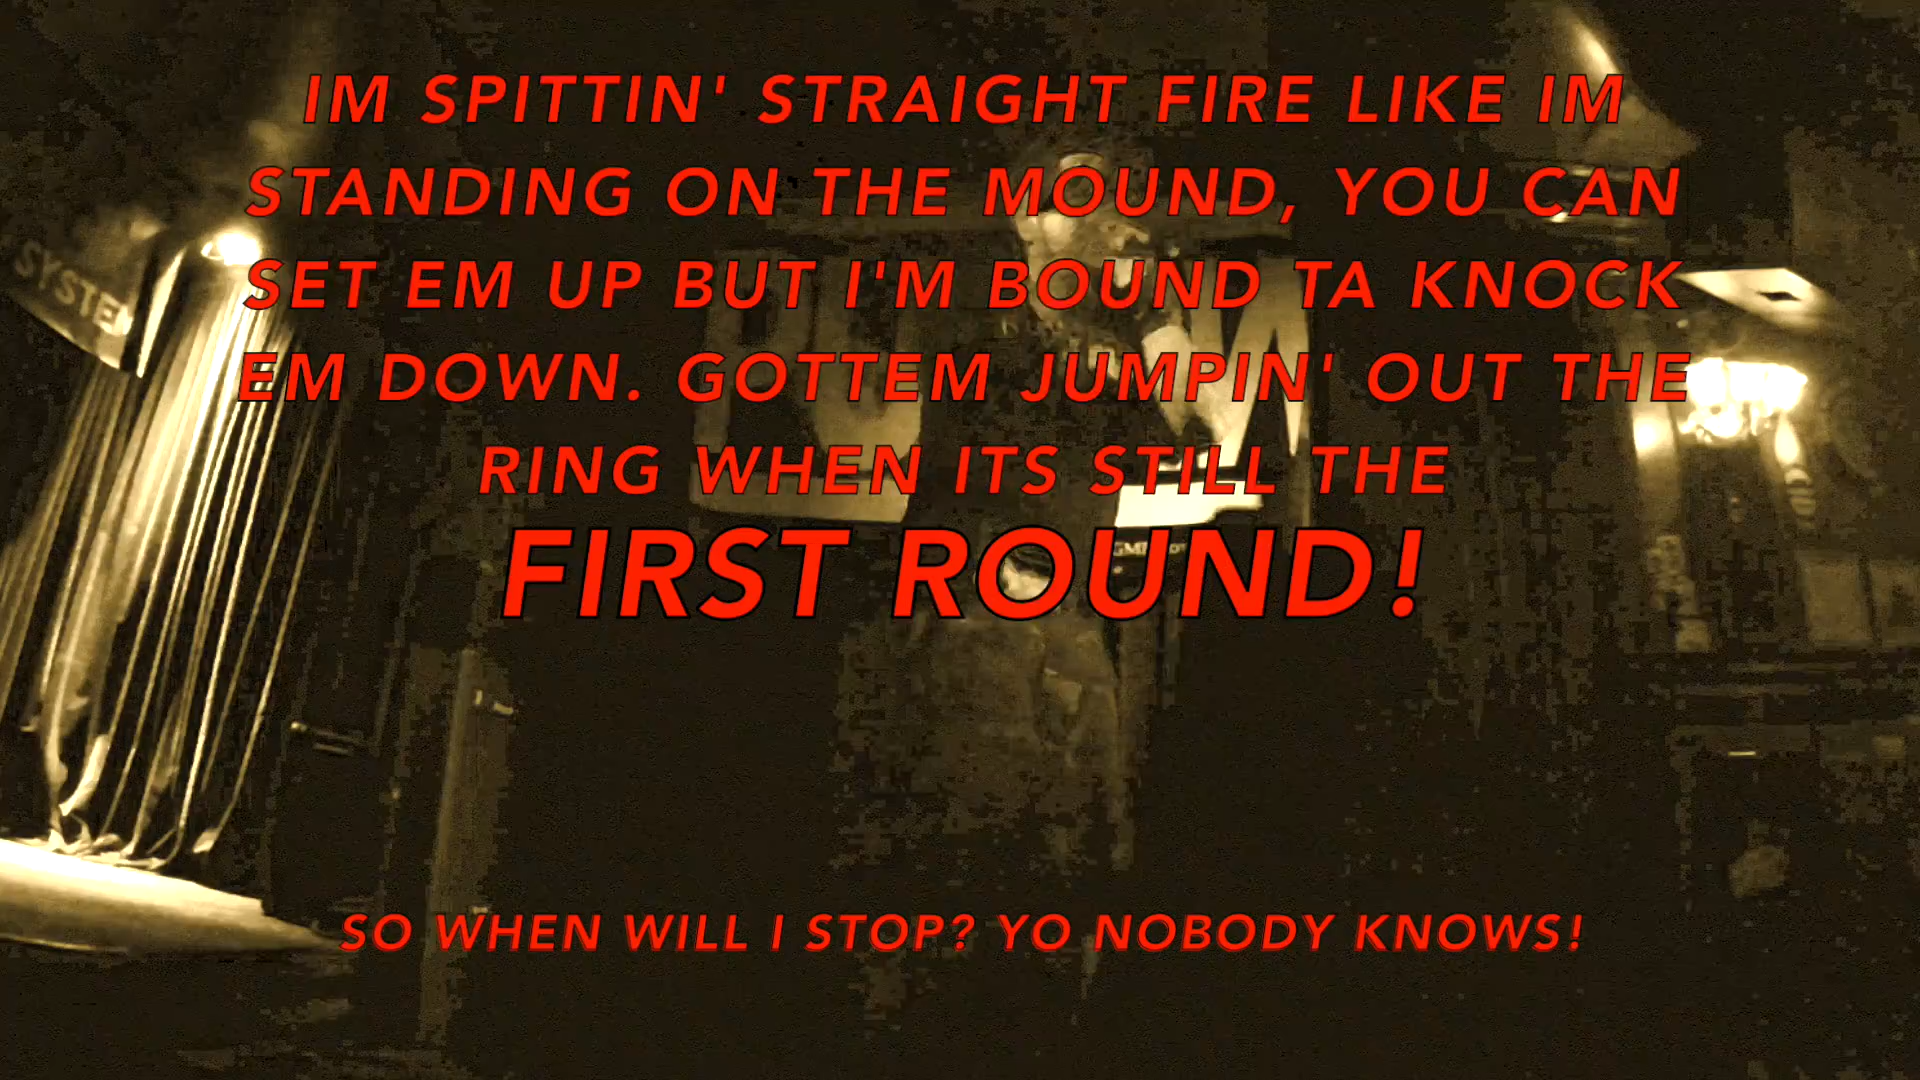 IM SPITTIN' STRAIGHT FIRE LIKE IM
STANDING ON THE MOUND, YOU CAN
SET EM UP BUT I'M BOUND TA KNOCK
EM DOWN. GOTTEM JUMPIN' OUT THE
RING WHEN ITS STILL THE
FIRST ROUND!
SYSTEM
SO WHEN WILL I STOP? YO NOBODY KNOWS!